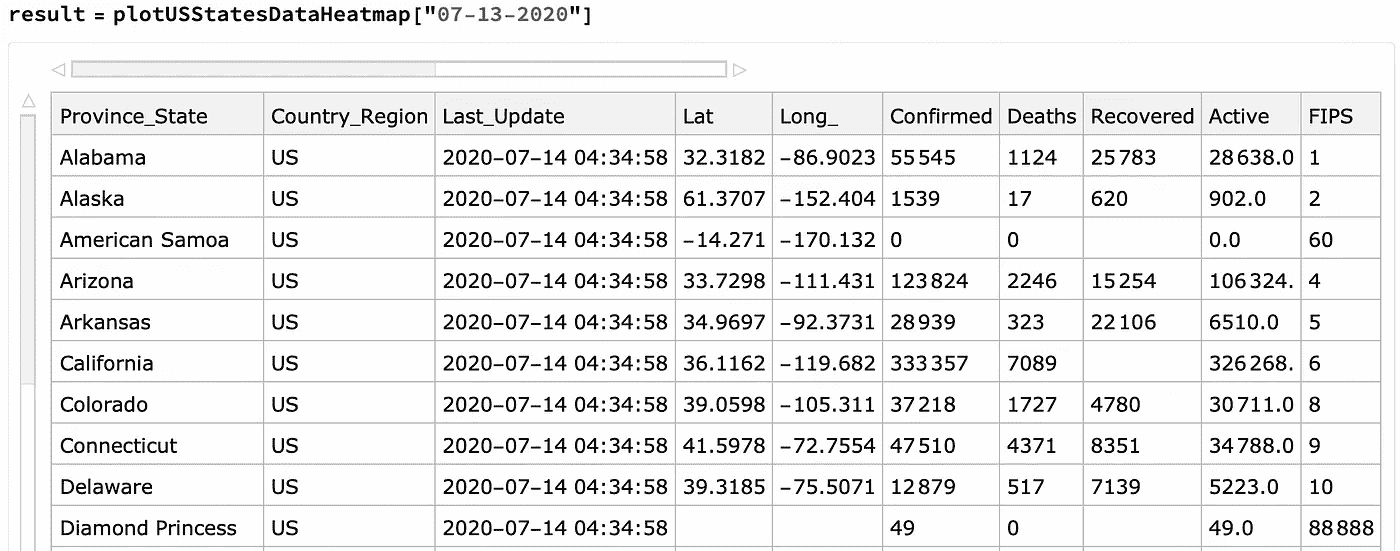 result = plotUSStatesDataHeatmap["07-13-2020"]
Province_State Country_Region Last_Update Lat Long_ Confirmed Deaths Recovered Active FIPS
Alabama US 2020-07-14 04:34:58 32.3182 -86.9023 55545 1124 25783 28638.0 1
Alaska US 2020-07-14 04:34:58 61.3707 -152.404 1539 17 620 902.0 2
American Samoa US 2020-07-14 04:34:58 -14.271 -170.132 0 0 0.0 60
Arizona US 2020-07-14 04:34:58 33.7298 -111.431 123824 2246 15254 106324. 4
Arkansas US 2020-07-14 04:34:58 34.9697 -92.3731 28939 323 22106 6510.0 5
California US 2020-07-14 04:34:58 36.1162 -119.682 333357 7089 326268. 6
Colorado US 2020-07-14 04:34:58 39.0598 -105.311 37218 1727 4780 30711.0 8
Connecticut US 2020-07-14 04:34:58 41.5978 -72.7554 47510 4371 8351 34788.0 9
Delaware US 2020-07-14 04:34:58 39.3185 -75.5071 12879 517 7139 5223.0 10
Diamond Princess US 2020-07-14 04:34:58 49 0 49.0 88888